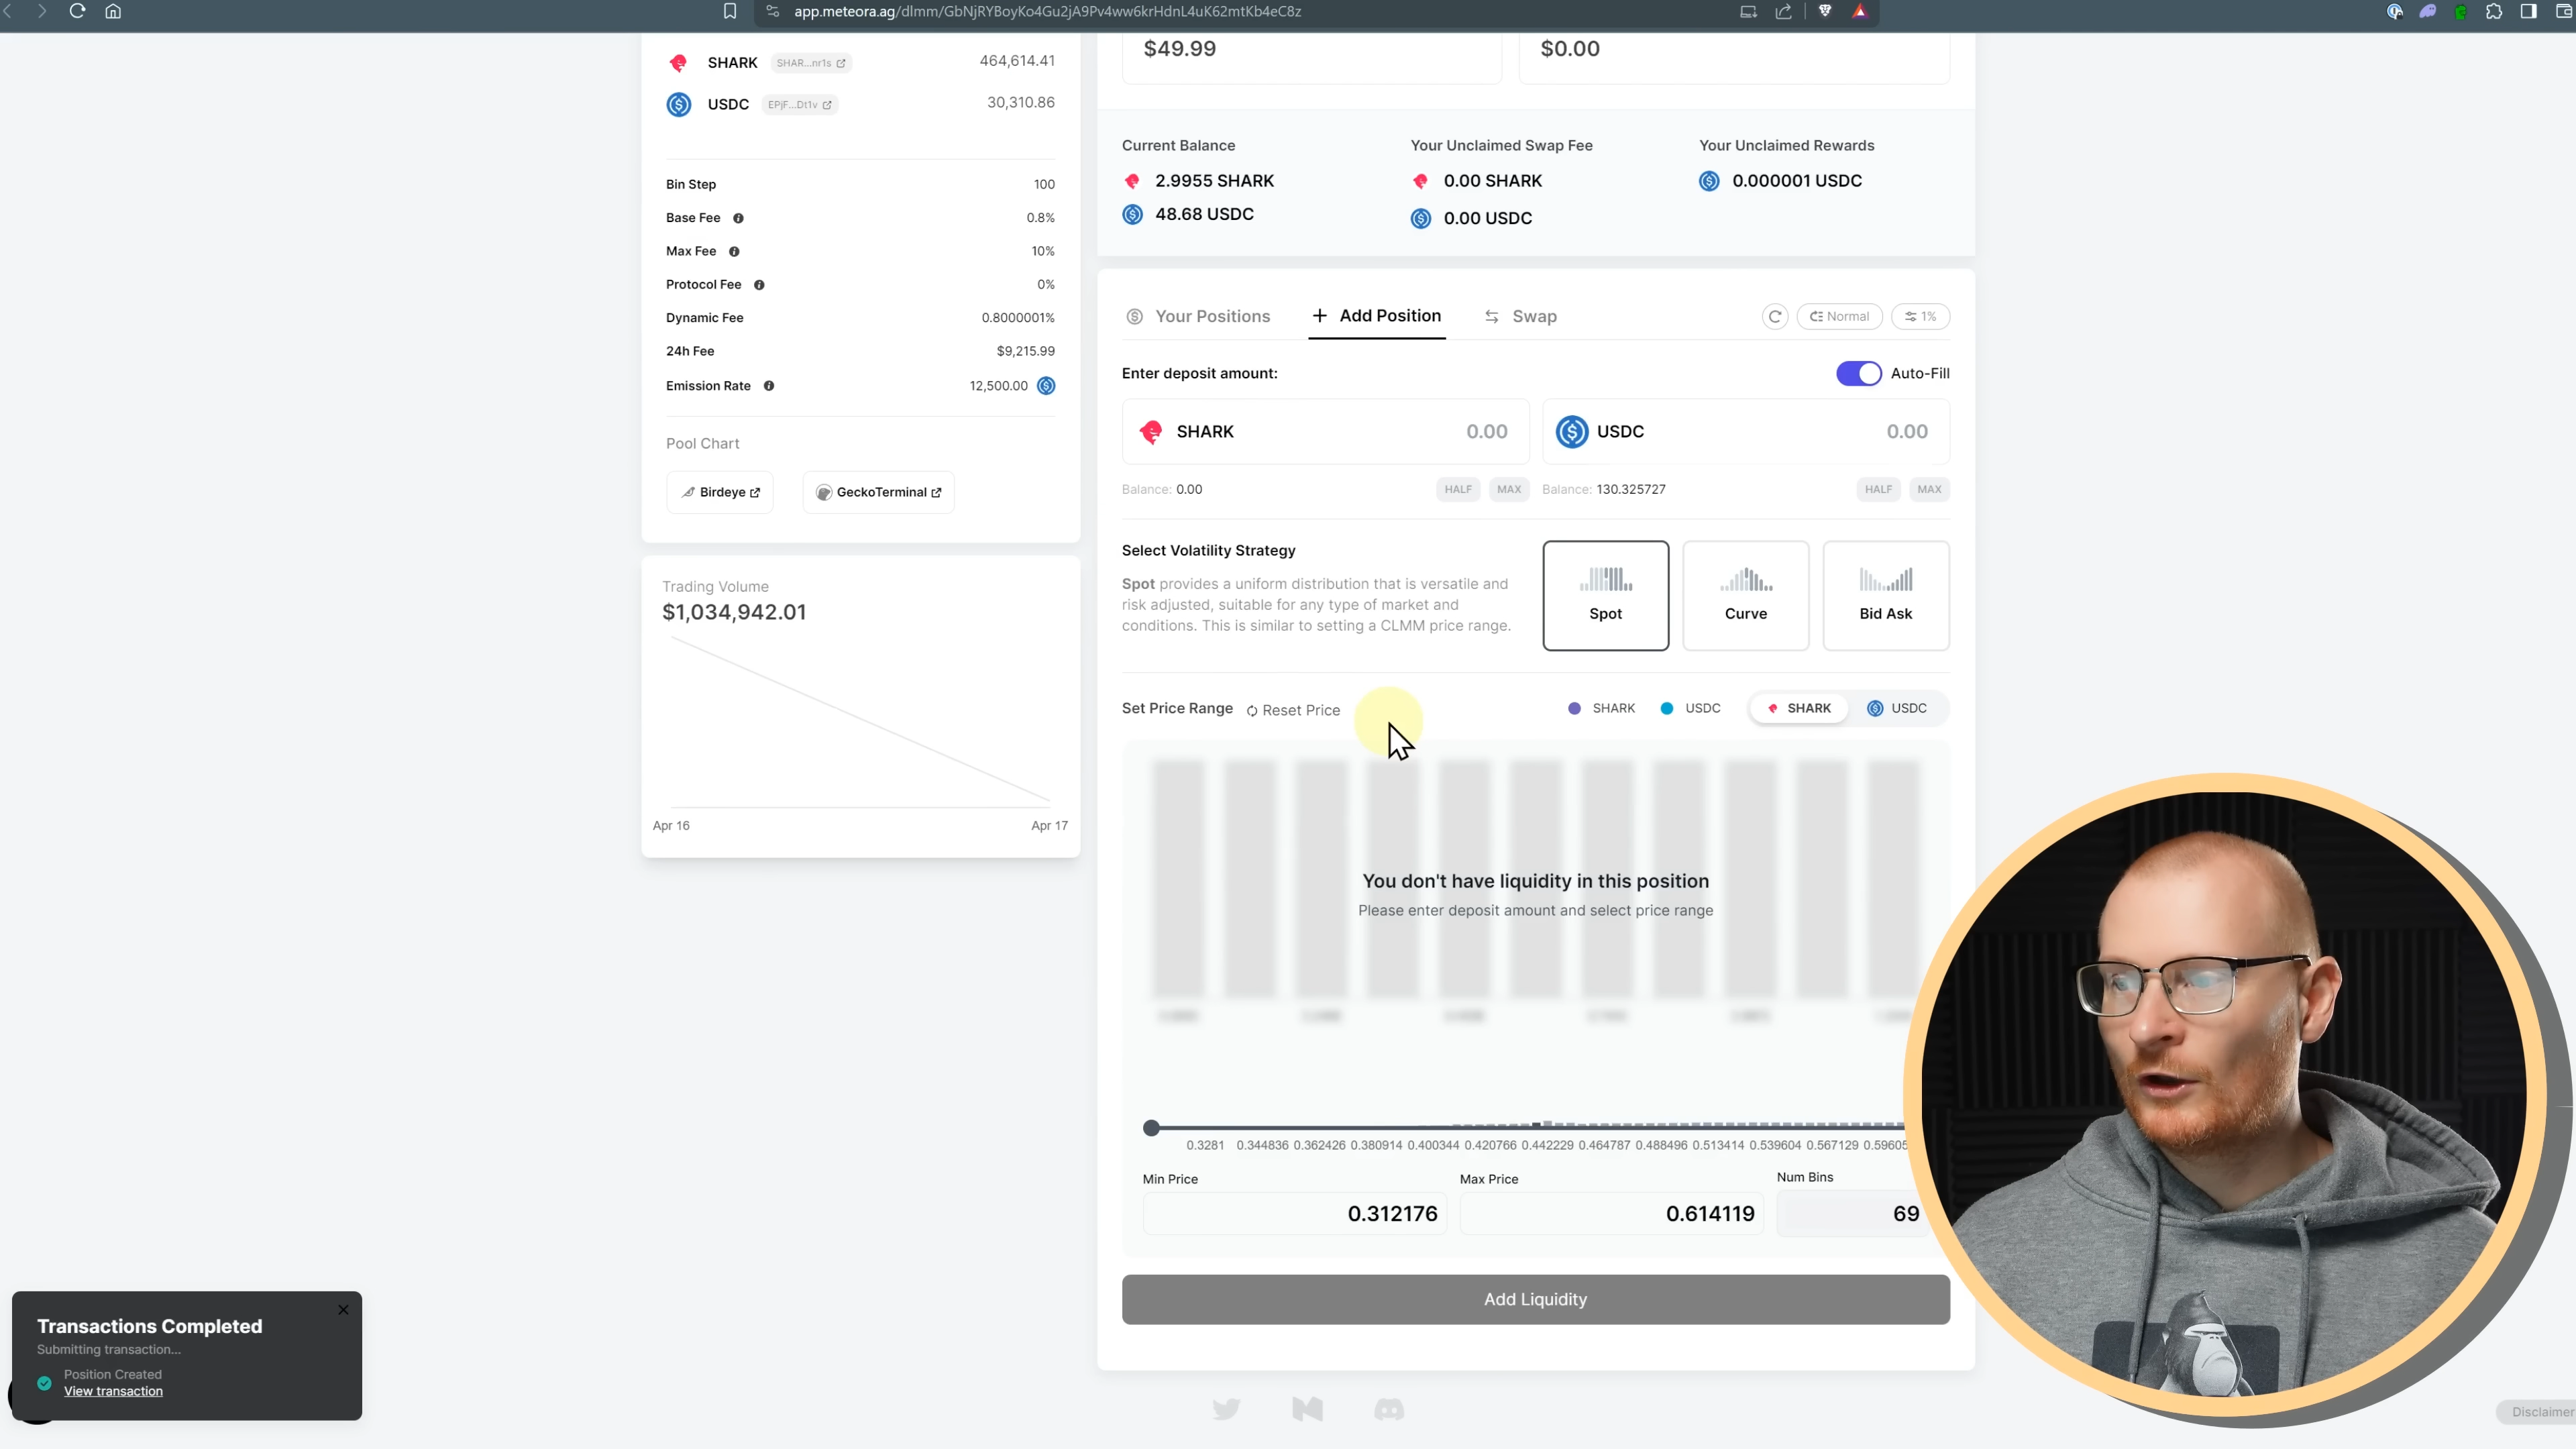 app.meteora.ag/dlmm/GbNjRYBoyKo4Gu2jA9Pv4ww6krHdnL4uK62mtKb4eC8z
SHARK SHAR...nr1s 464,614.41
USDC EPjF...Dt1v 30,310.86
Bin Step 100
Base Fee 0.8%
Max Fee 10%
Protocol Fee 0%
Dynamic Fee 0.8000001%
24h Fee $9,215.99
Emission Rate 12,500.00
Pool Chart
Birdeye GeckoTerminal
Trading Volume
$1,034,942.01
Apr 16 Apr 17
$49.99 $0.00
Current Balance Your Unclaimed Swap Fee Your Unclaimed Rewards
2.9955 SHARK 0.00 SHARK 0.000001 USDC
48.68 USDC 0.00 USDC
Your Positions Add Position Swap Normal 1%
Enter deposit amount: Auto-Fill
SHARK 0.00 USDC 0.00
Balance: 0.00 HALF MAX Balance: 130.325727 HALF MAX
Select Volatility Strategy
Spot provides a uniform distribution that is versatile and
risk adjusted, suitable for any type of market and
conditions. This is similar to setting a CLMM price range.
Spot Curve Bid Ask
Set Price Range Reset Price SHARK USDC SHARK USDC
You don't have liquidity in this position
Please enter deposit amount and select price range
0.3281 0.344836 0.362426 0.380914 0.400344 0.420766 0.442229 0.464787 0.488496 0.513414 0.539604 0.567129 0.59605
Min Price Max Price Num Bins
0.312176 0.614119 69
Add Liquidity
Transactions Completed
Submitting transaction...
Position Created
View transaction
Disclaimer